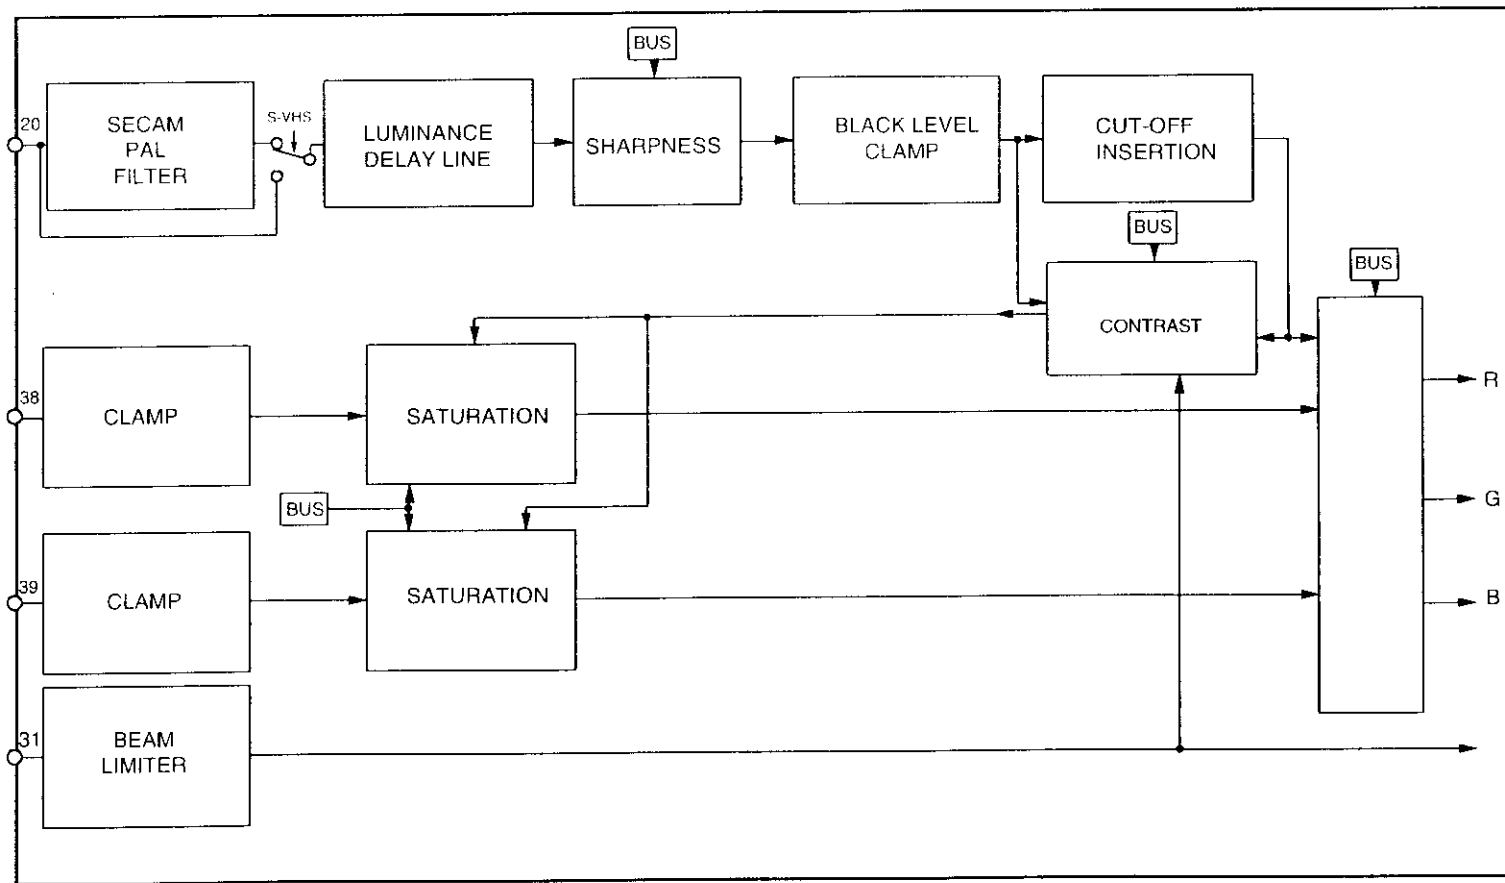 BUS
20
SECAM
PAL
FILTER
S-VHS
LUMINANCE
DELAY LINE
SHARPNESS
BLACK LEVEL
CLAMP
CUT-OFF
INSERTION
BUS
BUS
CONTRAST
R
38
CLAMP
SATURATION
BUS
G
39
CLAMP
SATURATION
B
31
BEAM
LIMITER